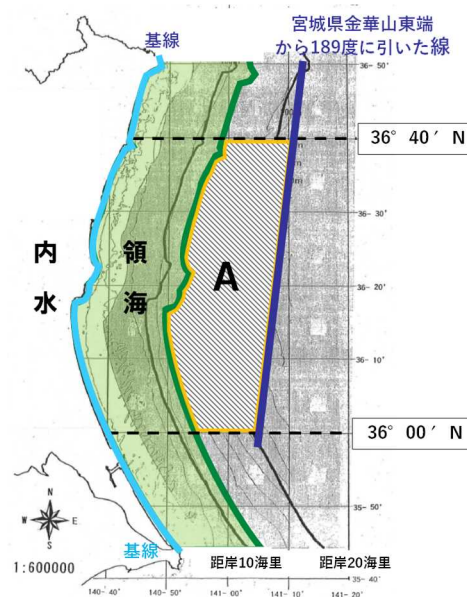 基線
宮城県金華山東端
から189度に引いた線
36-50'
36° 40′ N
36-30'
内水
領海
A
36-20'
36-10'
36° 00′ N
35-50'
N
W
E
S
基線
距岸10海里
距岸20海里
1:600000
35-40'
140-40'
140-50'
141-00'
141-10'
141-20'